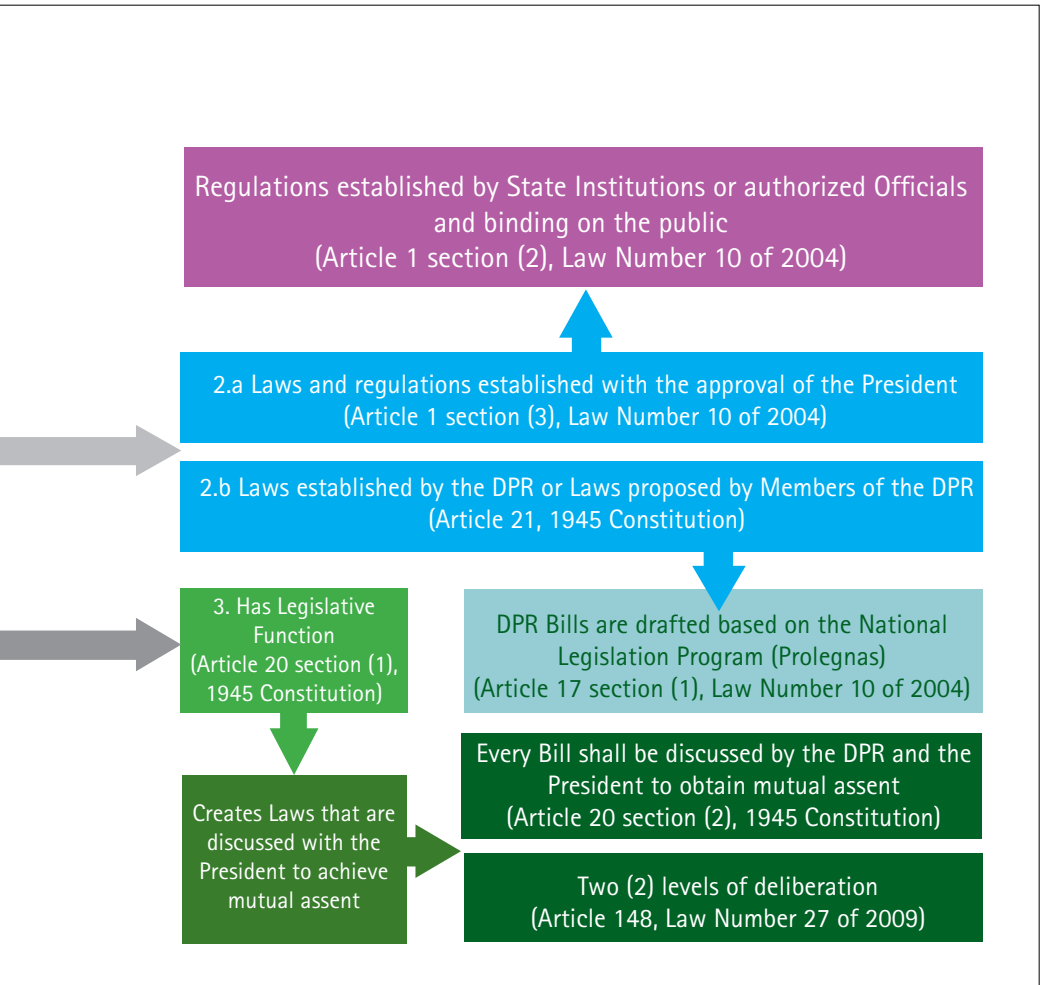 Regulations established by State Institutions or authorized Officials
and binding on the public
(Article 1 section (2), Law Number 10 of 2004)
2.a Laws and regulations established with the approval of the President
(Article 1 section (3), Law Number 10 of 2004)
2.b Laws established by the DPR or Laws proposed by Members of the DPR
(Article 21, 1945 Constitution)
3. Has Legislative
Function
(Article 20 section (1),
1945 Constitution)
DPR Bills are drafted based on the National
Legislation Program (Prolegnas)
(Article 17 section (1), Law Number 10 of 2004)
Creates Laws that are
discussed with the
President to achieve
mutual assent
Every Bill shall be discussed by the DPR and the
President to obtain mutual assent
(Article 20 section (2), 1945 Constitution)
Two (2) levels of deliberation
(Article 148, Law Number 27 of 2009)